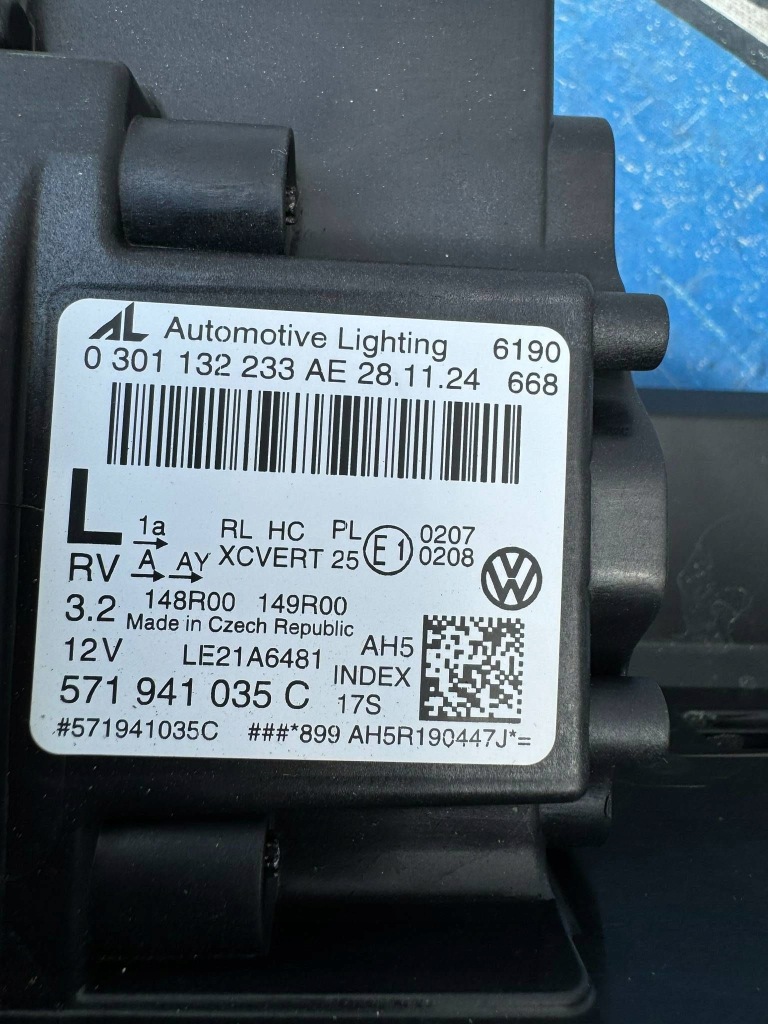 AL Automotive Lighting 6190
0 301 132 233 AE 28.11.24 668
L 1a RL HC PL 0207
RV A AY XCVERT 25 E1 0208
3.2 148R00 149R00
Made in Czech Republic
12V LE21A6481 AH5
571 941 035 C INDEX
17S
#571941035C ###*899 AH5R190447J*=
VW